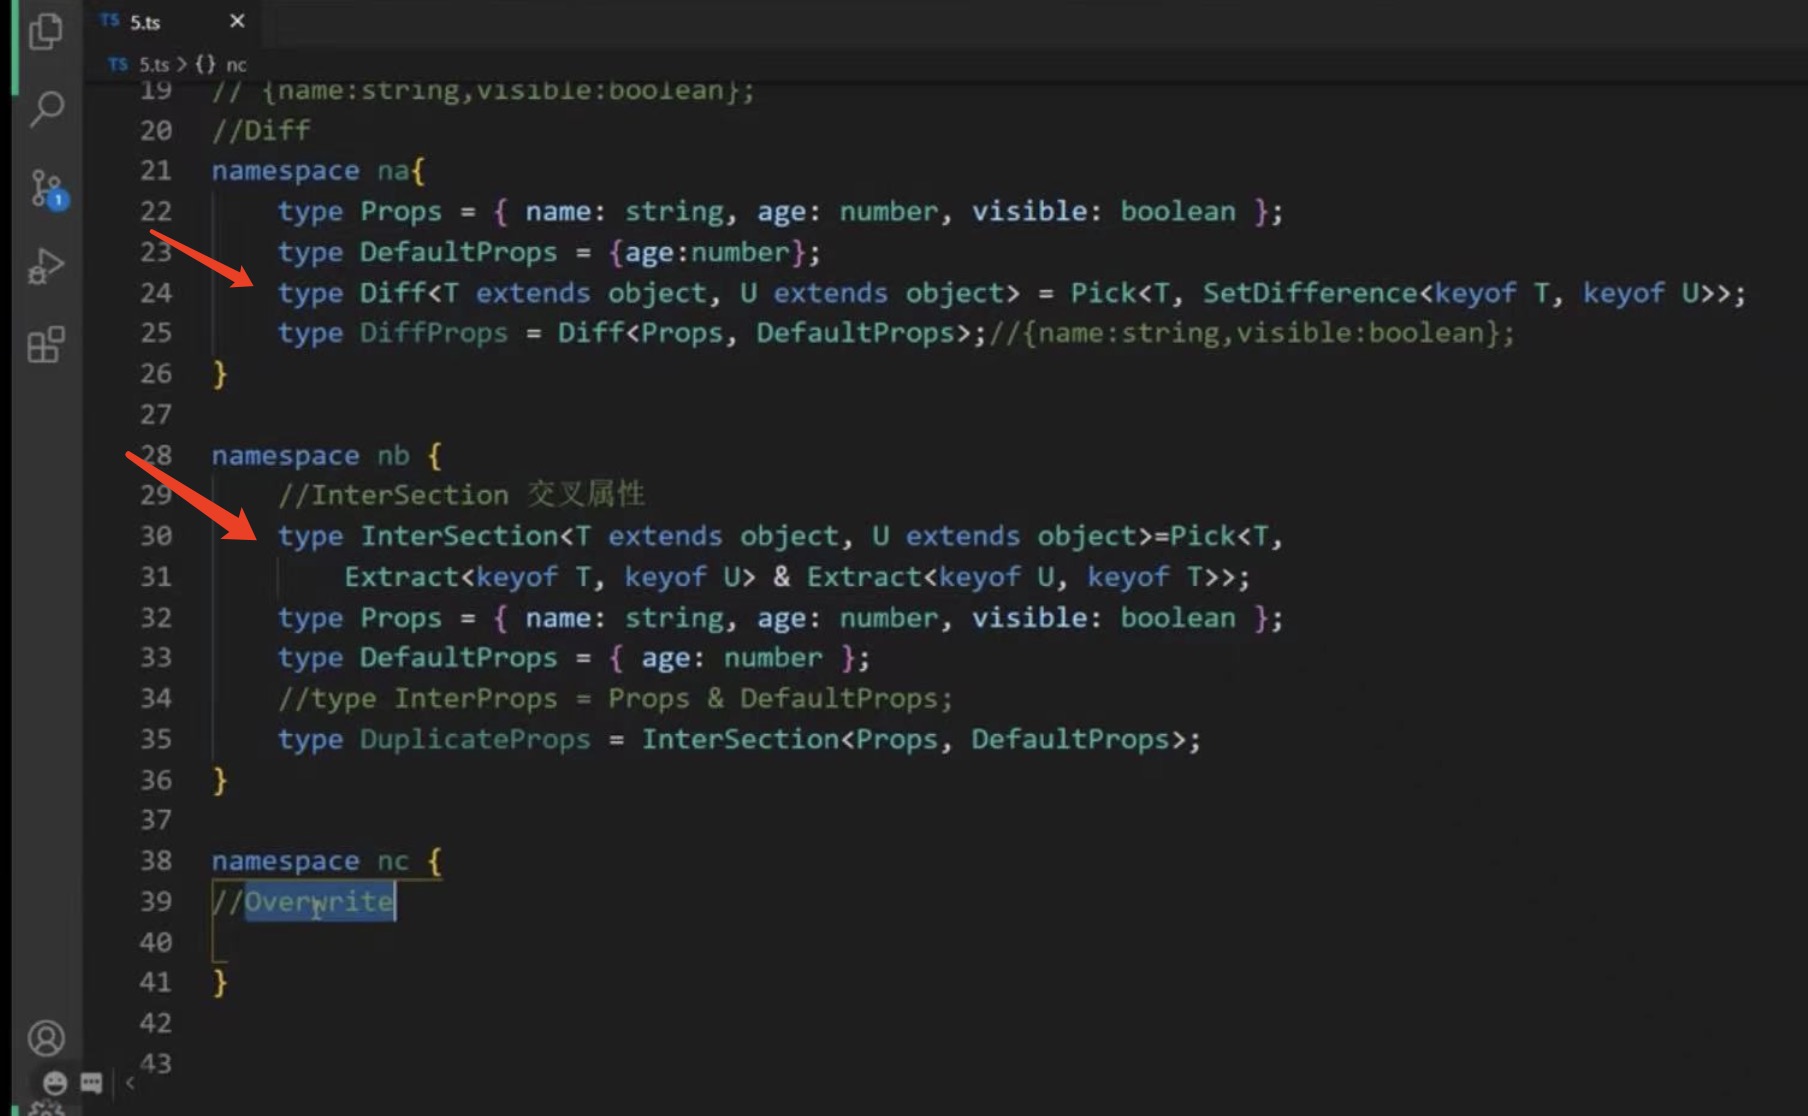 TS 5.ts ×
TS 5.ts > {} nc
19 // {name:string,visible:boolean};
20 //Diff
21 namespace na{
22 type Props = { name: string, age: number, visible: boolean };
23 type DefaultProps = {age:number};
24 type Diff<T extends object, U extends object> = Pick<T, SetDifference<keyof T, keyof U>>;
25 type DiffProps = Diff<Props, DefaultProps>;//{name:string,visible:boolean};
26 }
27
28 namespace nb {
29 //InterSection 交叉属性
30 type InterSection<T extends object, U extends object>=Pick<T,
31 Extract<keyof T, keyof U> & Extract<keyof U, keyof T>>;
32 type Props = { name: string, age: number, visible: boolean };
33 type DefaultProps = { age: number };
34 //type InterProps = Props & DefaultProps;
35 type DuplicateProps = InterSection<Props, DefaultProps>;
36 }
37
38 namespace nc {
39 //Overwrite
40
41 }
42
43
1